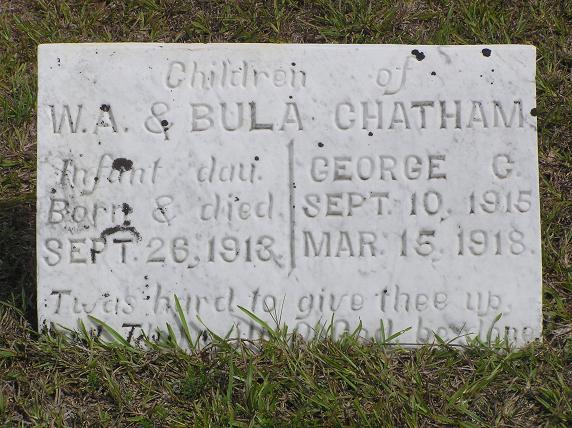 Children of
W.A. & BULA CHATHAM
Infant dau.
Born & died
SEPT. 26, 1913
GEORGE G.
SEPT. 10, 1915
MAR. 15, 1918
Twas hard to give thee up,